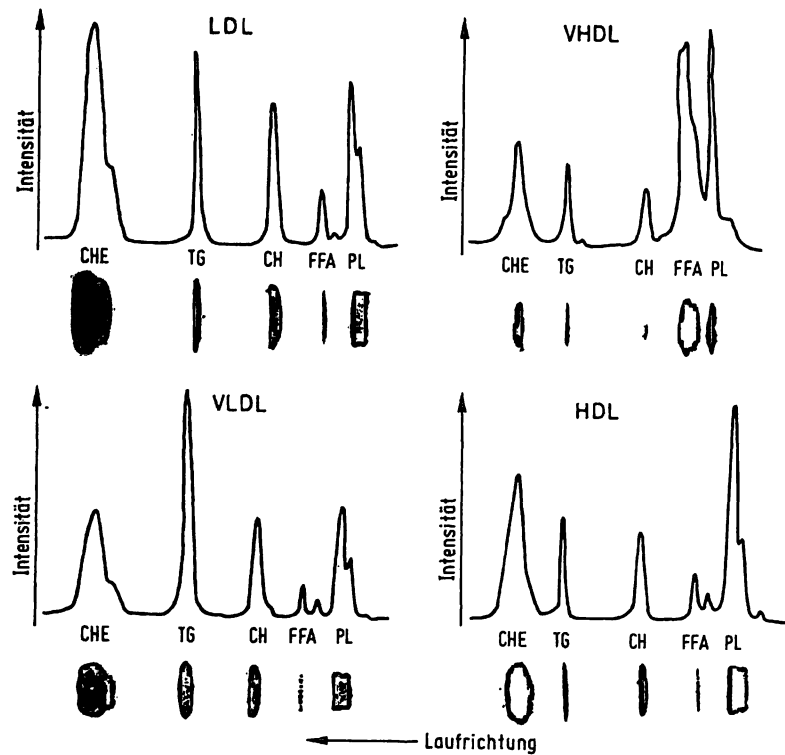 LDL
Intensität
CHE TG CH FFA PL
VHDL
Intensität
CHE TG CH FFA PL
VLDL
Intensität
CHE TG CH FFA PL
HDL
Intensität
CHE TG CH FFA PL
Laufrichtung